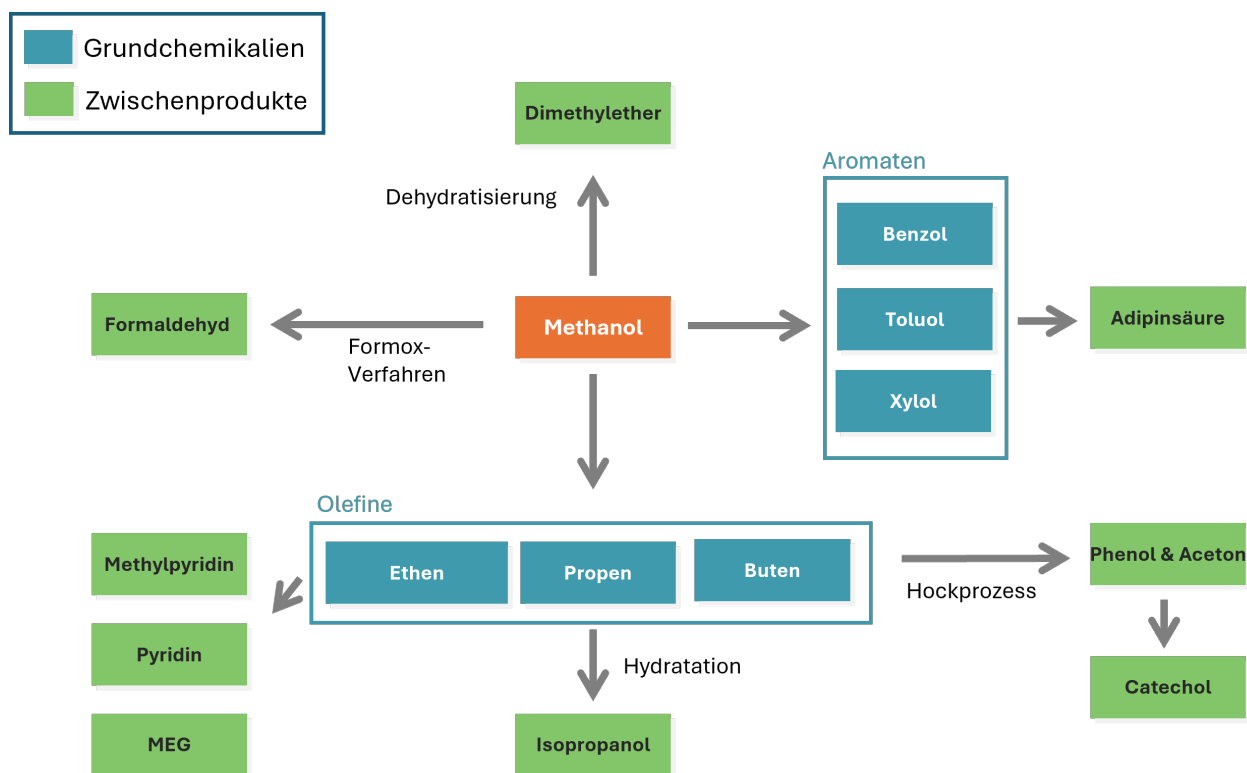 Grundchemikalien
Zwischenprodukte
Dimethylether
Dehydratisierung
Aromaten
Benzol
Toluol
Xylol
Adipinsäure
Methanol
Formaldehyd
Formox-
Verfahren
Olefine
Ethen
Propen
Buten
Methylpyridin
Pyridin
MEG
Hydratation
Isopropanol
Hockprozess
Phenol & Aceton
Catechol